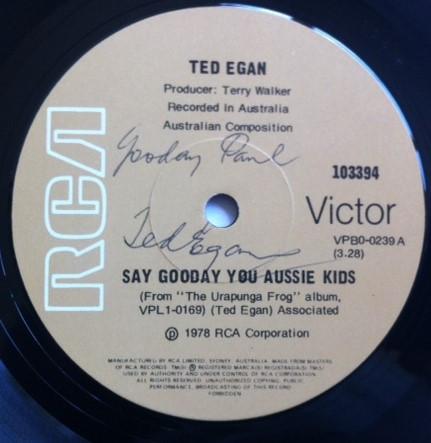 TED EGAN
Producer: Terry Walker
Recorded In Australia
Australian Composition
Gooday Paul
103394
RCA
Victor
Ted Egan
VPB0-0239 A
(3.28)
SAY GOODAY YOU AUSSIE KIDS
(From "The Urapunga Frog" album,
VPL1-0169) (Ted Egan) Associated
℗ 1978 RCA Corporation
MANUFACTURED BY RCA LIMITED, SYDNEY, AUSTRALIA. MADE FROM MASTERS
OF RCA RECORDS TM(S) ® REGISTERED MARCA(S) REGISTRADA(S) TM(S)
USED BY AUTHORITY AND UNDER CONTROL OF RCA CORPORATION.
ALL RIGHTS RESERVED. UNAUTHORIZED COPYING, PUBLIC
PERFORMANCE, BROADCASTING OF THIS RECORD
FORBIDDEN